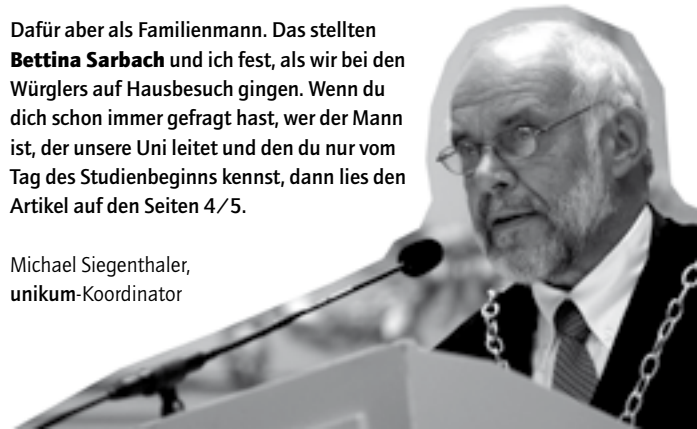 Dafür aber als Familienmann. Das stellten
Bettina Sarbach und ich fest, als wir bei den
Würglers auf Hausbesuch gingen. Wenn du
dich schon immer gefragt hast, wer der Mann
ist, der unsere Uni leitet und den du nur vom
Tag des Studienbeginns kennst, dann lies den
Artikel auf den Seiten 4/5.
Michael Siegenthaler,
unikum-Koordinator